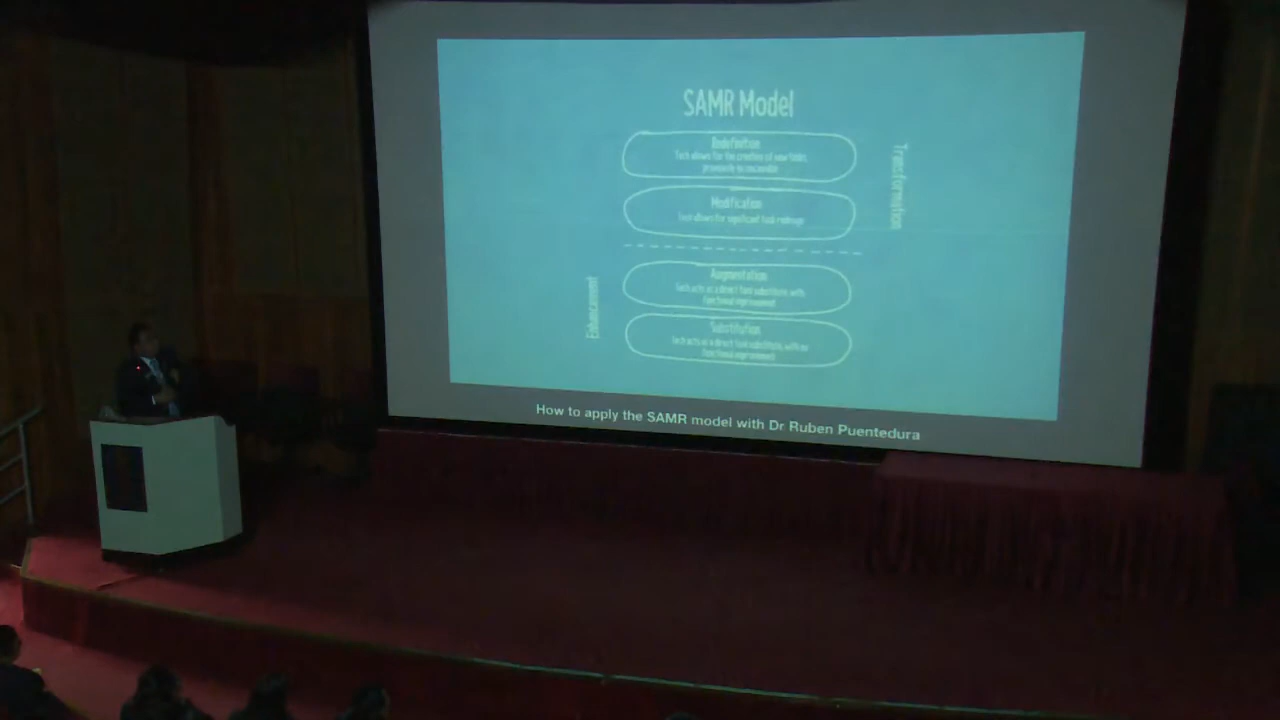 SAMR Model
Redefinition
Tech allows for the creation of new tasks,
previously inconceivable
Modification
Tech allows for significant task redesign
Transformation
Augmentation
Tech acts as a direct tool substitute, with
functional improvement
Enhancement
Substitution
Tech acts as a direct tool substitute, with no
functional improvement
How to apply the SAMR model with Dr Ruben Puentedura